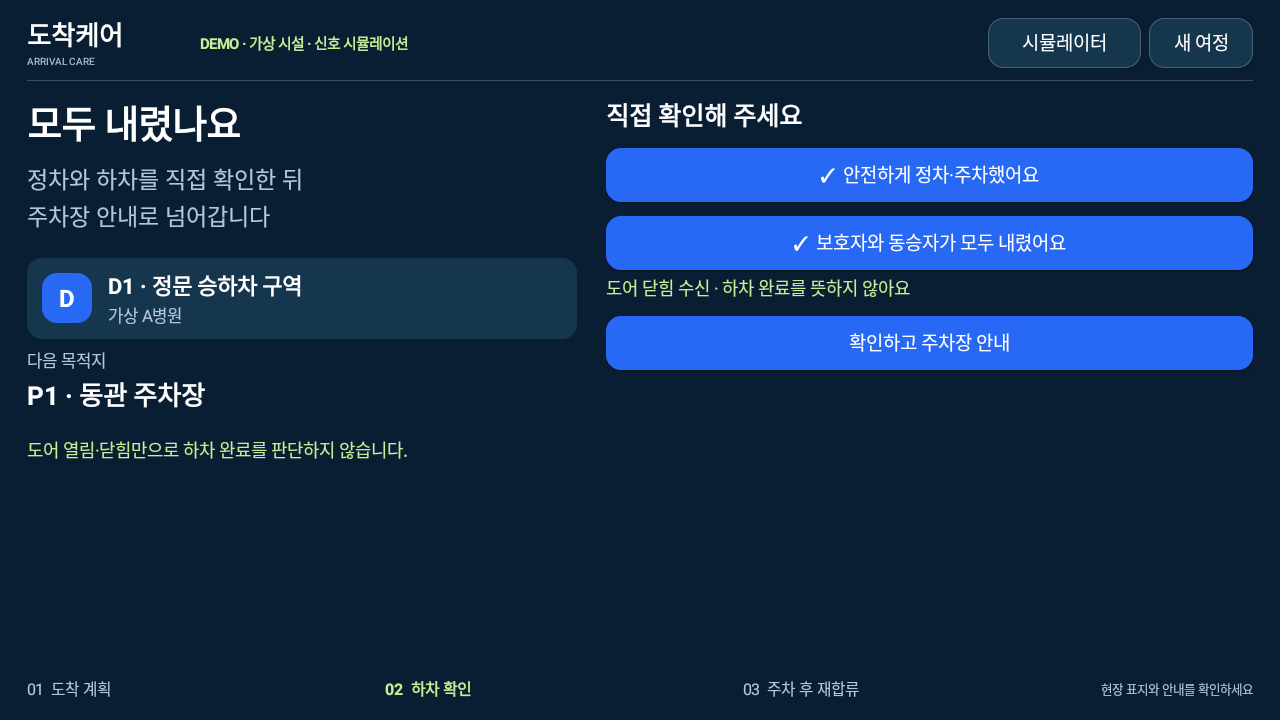 도착케어
ARRIVAL CARE
DEMO · 가상 시설 · 신호 시뮬레이션
시뮬레이터
새 여정
모두 내렸나요
정차와 하차를 직접 확인한 뒤
주차장 안내로 넘어갑니다
D
D1 · 정문 승하차 구역
가상 A병원
다음 목적지
P1 · 동관 주차장
도어 열림·닫힘만으로 하차 완료를 판단하지 않습니다.
직접 확인해 주세요
✓ 안전하게 정차·주차했어요
✓ 보호자와 동승자가 모두 내렸어요
도어 닫힘 수신 · 하차 완료를 뜻하지 않아요
확인하고 주차장 안내
01 도착 계획
02 하차 확인
03 주차 후 재합류
현장 표지와 안내를 확인하세요